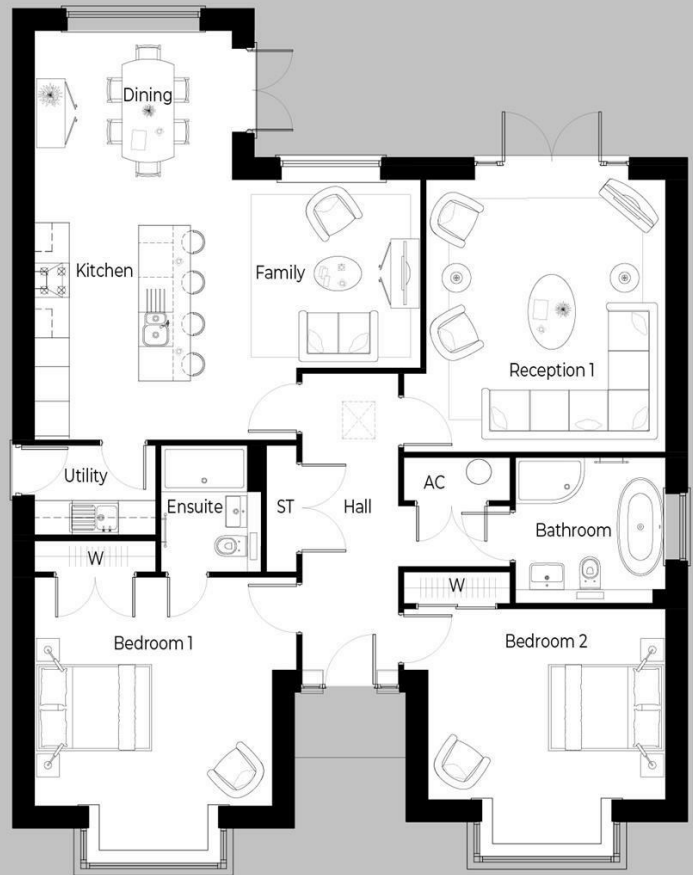 Dining
Kitchen
Family
Reception 1
Utility
Ensuite
ST
Hall
AC
Bathroom
W
W
Bedroom 1
Bedroom 2